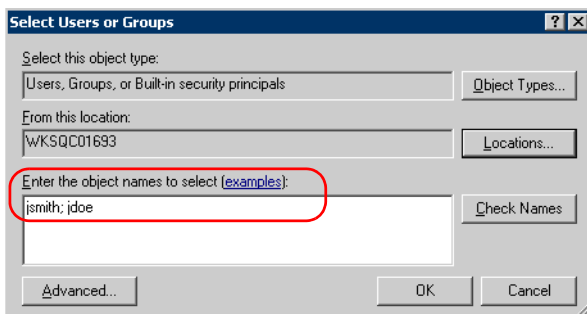 Select Users or Groups
Select this object type:
Users, Groups, or Built-in security principals
Object Types...
From this location:
WKSQC01693
Locations...
Enter the object names to select (examples):
jsmith; jdoe
Check Names
Advanced...
OK
Cancel